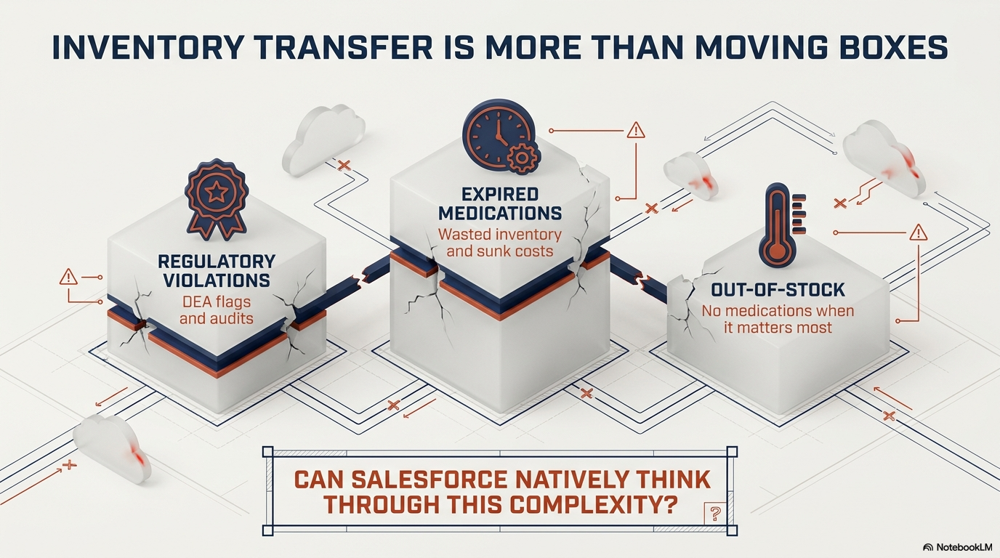 INVENTORY TRANSFER IS MORE THAN MOVING BOXES
REGULATORY
VIOLATIONS
DEA flags
and audits
EXPIRED
MEDICATIONS
Wasted inventory
and sunk costs
OUT-OF-STOCK
No medications when
it matters most
CAN SALESFORCE NATIVELY THINK
THROUGH THIS COMPLEXITY?
?
NotebookLM